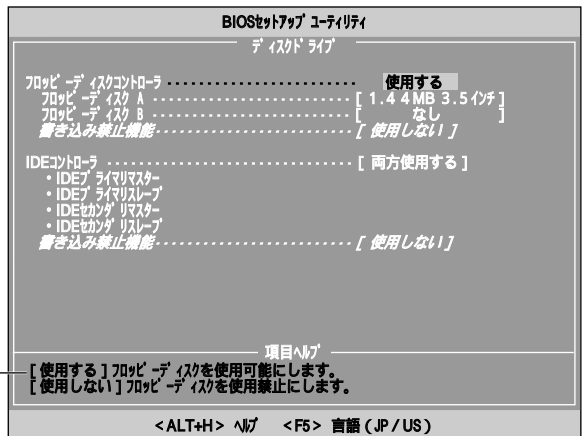 BIOSｾｯﾄｱｯﾌﾟ ﾕｰﾃｨﾘﾃｨ
ﾃﾞｨｽｸﾄﾞﾗｲﾌﾞ
ﾌﾛｯﾋﾟｰﾃﾞｨｽｸｺﾝﾄﾛｰﾗ ························ 使用する
ﾌﾛｯﾋﾟｰﾃﾞｨｽｸ A ························ [ 1.4 4MB 3.5ｲﾝﾁ ]
ﾌﾛｯﾋﾟｰﾃﾞｨｽｸ B ························ [ なし ]
書き込み禁止機能························ [ 使用しない ]
IDEｺﾝﾄﾛｰﾗ ························ [ 両方使用する ]
・IDEﾌﾟﾗｲﾏﾘﾏｽﾀｰ
・IDEﾌﾟﾗｲﾏﾘｽﾚｰﾌﾞ
・IDEｾｶﾝﾀﾞﾘﾏｽﾀｰ
・IDEｾｶﾝﾀﾞﾘｽﾚｰﾌﾞ
書き込み禁止機能························ [ 使用しない ]
項目ﾍﾙﾌﾟ
[ 使用する ] ﾌﾛｯﾋﾟｰﾃﾞｨｽｸを使用可能にします。
[ 使用しない ] ﾌﾛｯﾋﾟｰﾃﾞｨｽｸを使用禁止にします。
<ALT+H> ﾍﾙﾌﾟ <F5> 言語 ( JP / US )